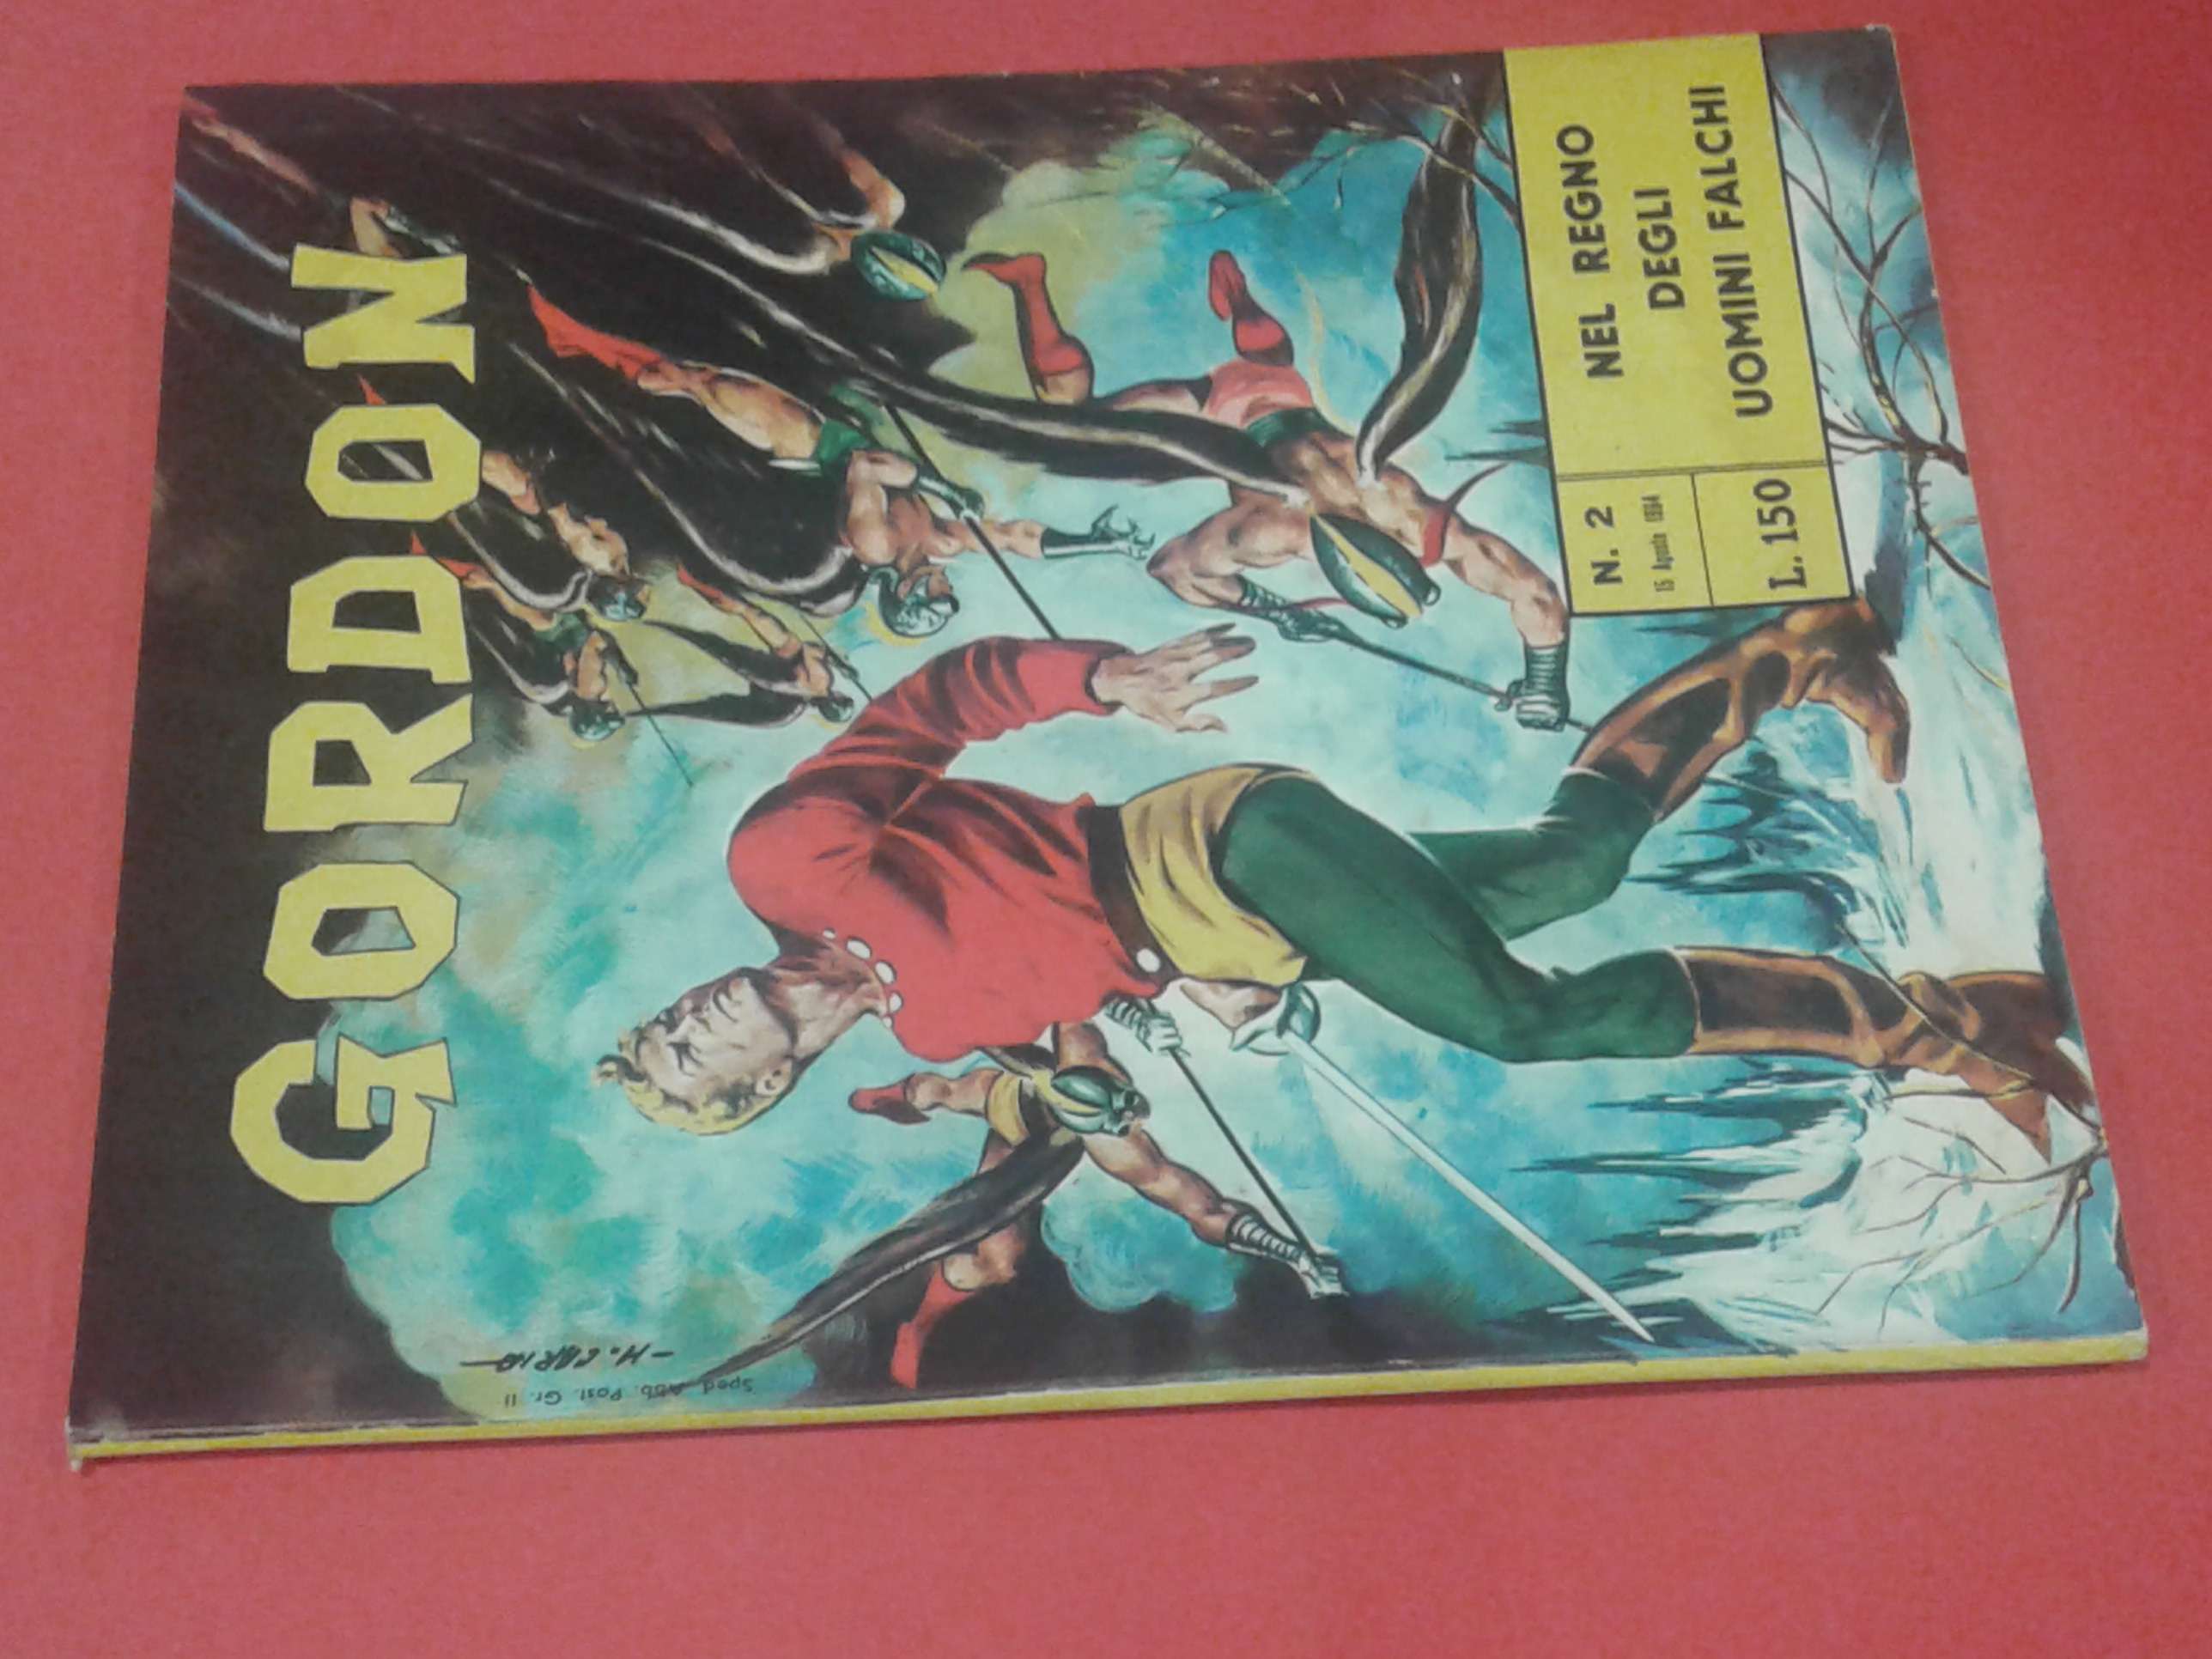 GORDON
N. 2
15 Agosto 1964
L. 150
NEL REGNO
DEGLI
UOMINI FALCHI
Sped. Abb. Post. Gr. II